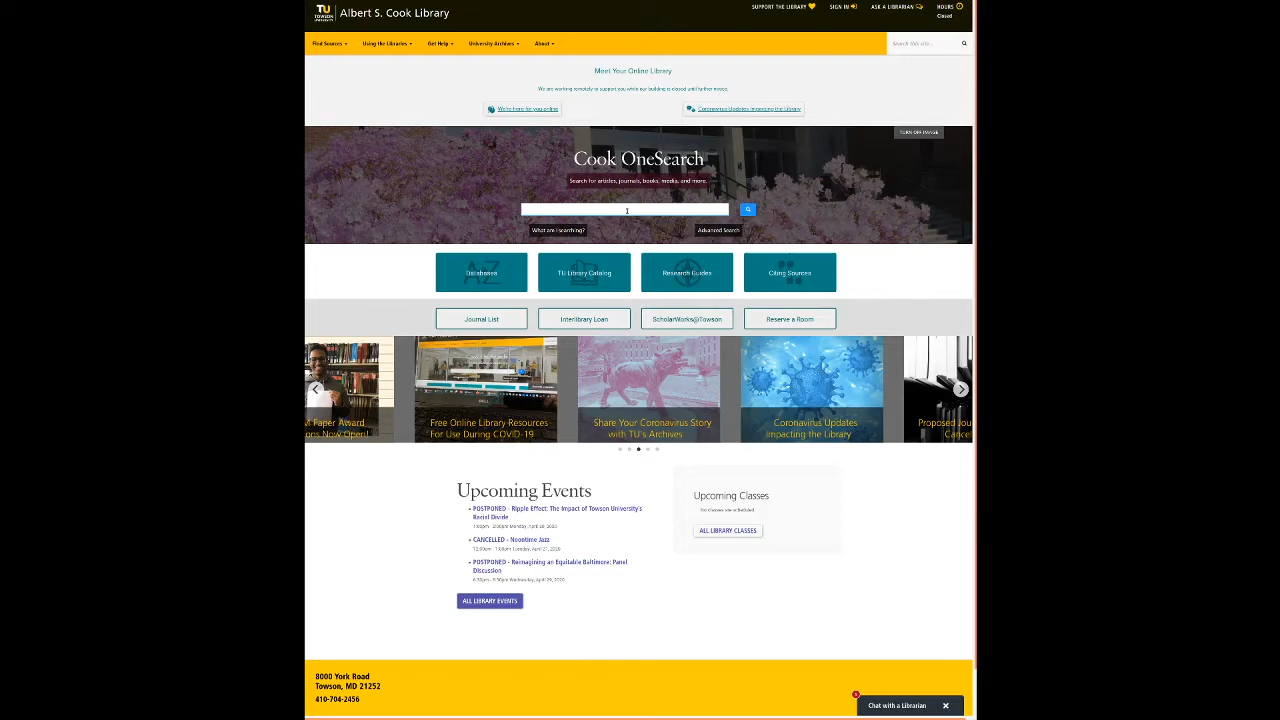 TU
TOWSON
UNIVERSITY
Albert S. Cook Library
SUPPORT THE LIBRARY
SIGN IN
ASK A LIBRARIAN
HOURS
Closed
Find Sources
Using the Libraries
Get Help
University Archives
About
Search this site...
Meet Your Online Library
We are working remotely to support you while our building is closed until further notice.
We're here for you online
Coronavirus Updates Impacting the Library
TURN OFF IMAGE
Cook OneSearch
Search for articles, journals, books, media, and more.
What am I searching?
Advanced Search
Databases
TU Library Catalog
Research Guides
Citing Sources
Journal List
Interlibrary Loan
ScholarWorks@Towson
Reserve a Room
M Paper Award
ons Now Open!
Free Online Library Resources
For Use During COVID-19
Share Your Coronavirus Story
with TU's Archives
Coronavirus Updates
Impacting the Library
Proposed Jou
Cancel
Upcoming Events
POSTPONED - Ripple Effect: The Impact of Towson University's
Racial Divide
Monday, April 20, 2020
CANCELLED - Noontime Jazz
12:00pm - 1:00pm Tuesday, April 21, 2020
POSTPONED - Reimagining an Equitable Baltimore: Panel
Discussion
Wednesday, April 29, 2020
ALL LIBRARY EVENTS
Upcoming Classes
No classes are scheduled
ALL LIBRARY CLASSES
8000 York Road
Towson, MD 21252
410-704-2456
Chat with a Librarian